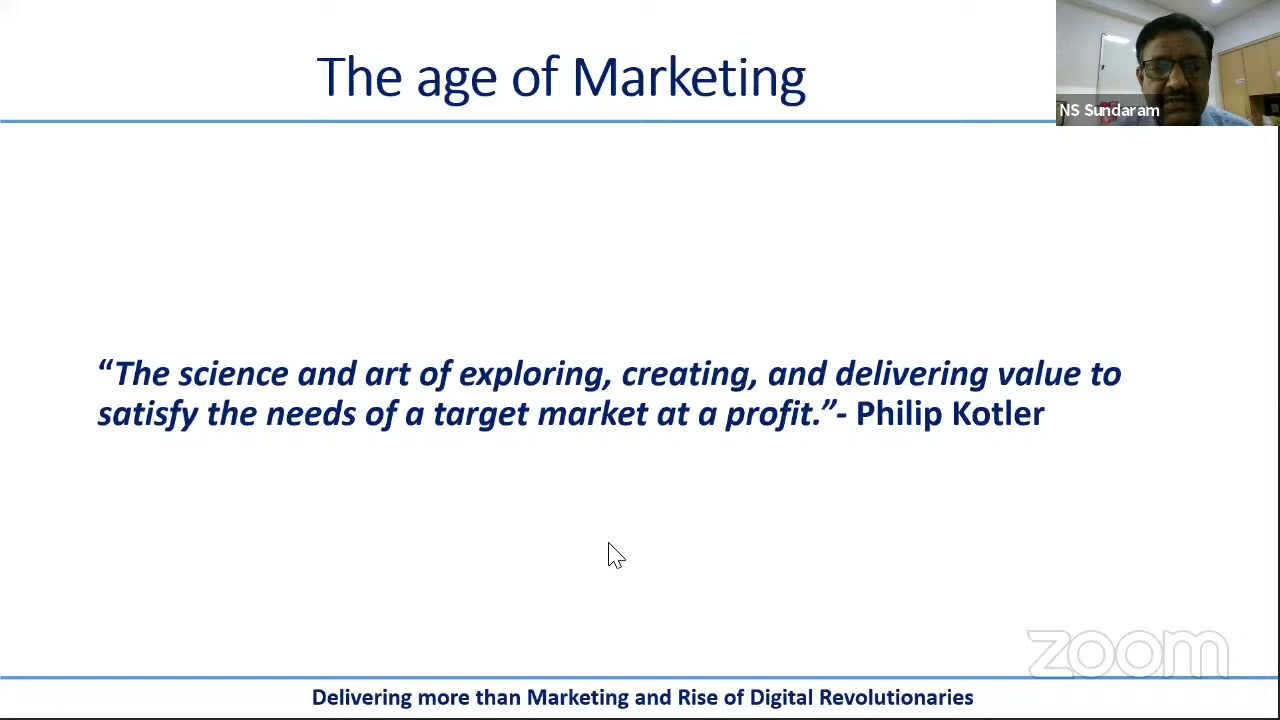 The age of Marketing
NS Sundaram
“The science and art of exploring, creating, and delivering value to
satisfy the needs of a target market at a profit.”- Philip Kotler
zoom
Delivering more than Marketing and Rise of Digital Revolutionaries